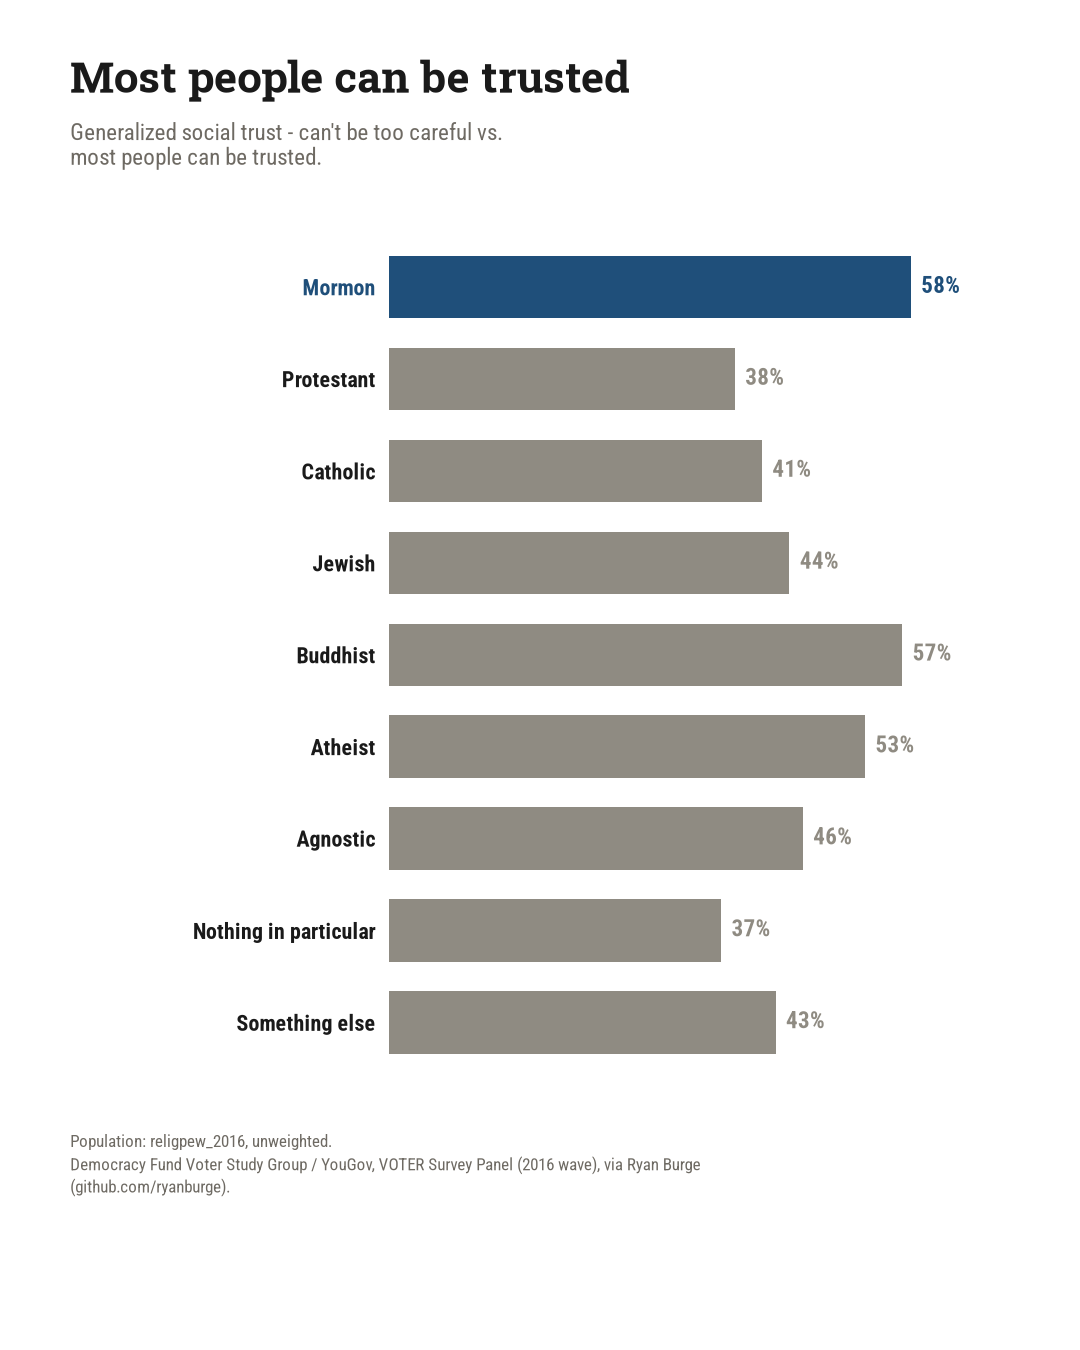 Most people can be trusted
Generalized social trust - can't be too careful vs.
most people can be trusted.
Mormon 58%
Protestant 38%
Catholic 41%
Jewish 44%
Buddhist 57%
Atheist 53%
Agnostic 46%
Nothing in particular 37%
Something else 43%
Population: religpew_2016, unweighted.
Democracy Fund Voter Study Group / YouGov, VOTER Survey Panel (2016 wave), via Ryan Burge
(github.com/ryanburge).